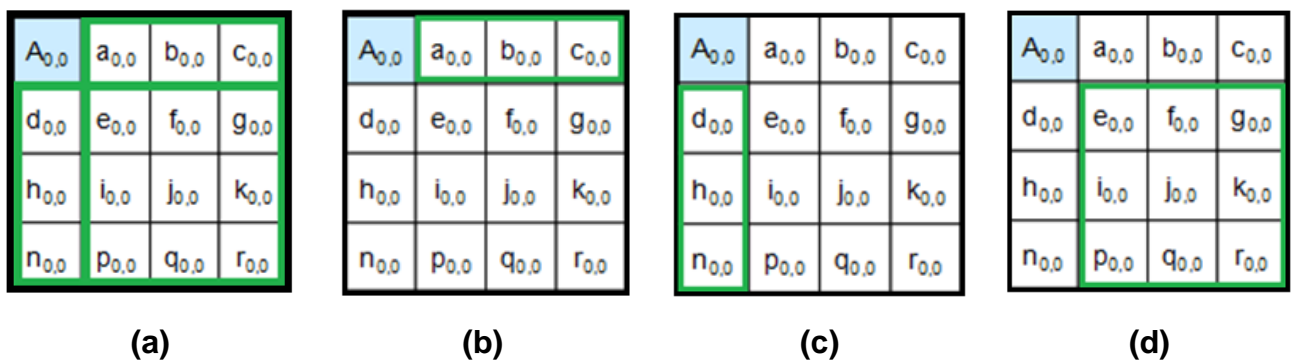 A0,0 a0,0 b0,0 c0,0 A0,0 a0,0 b0,0 c0,0 A0,0 a0,0 b0,0 c0,0 A0,0 a0,0 b0,0 c0,0
d0,0 e0,0 f0,0 g0,0 d0,0 e0,0 f0,0 g0,0 d0,0 e0,0 f0,0 g0,0 d0,0 e0,0 f0,0 g0,0
h0,0 i0,0 j0,0 k0,0 h0,0 i0,0 j0,0 k0,0 h0,0 i0,0 j0,0 k0,0 h0,0 i0,0 j0,0 k0,0
n0,0 p0,0 q0,0 r0,0 n0,0 p0,0 q0,0 r0,0 n0,0 p0,0 q0,0 r0,0 n0,0 p0,0 q0,0 r0,0
(a) (b) (c) (d)